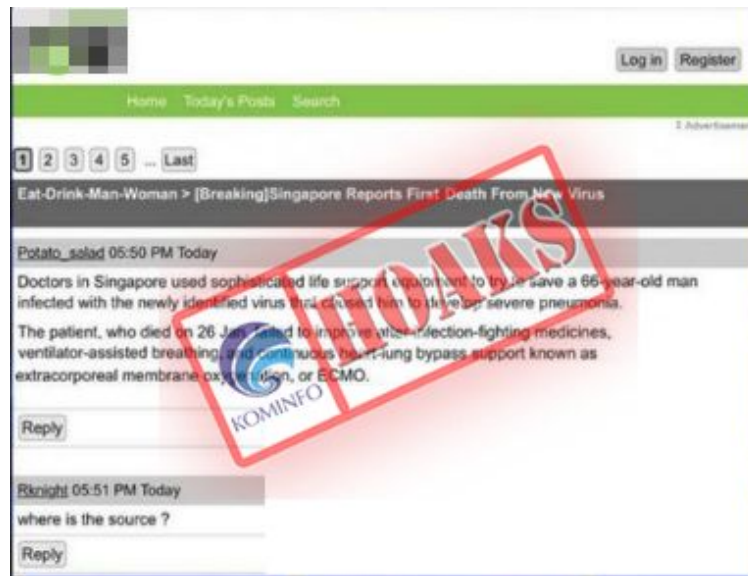 Log in Register
Home Today's Posts Search
1 2 3 4 5 ... Last
Eat-Drink-Man-Woman > [Breaking]Singapore Reports First Death From New Virus
Potato_salad 05:50 PM Today
Doctors in Singapore used sophisticated life support equipment to try to save a 66-year-old man
infected with the newly identified virus that caused him to develop severe pneumonia.
The patient, who died on 26 Jan, failed to improve after infection-fighting medicines,
ventilator-assisted breathing, and continuous heart-lung bypass support known as
extracorporeal membrane oxygenation, or ECMO.
HOAKS
KOMINFO
Reply
Rknight 05:51 PM Today
where is the source ?
Reply